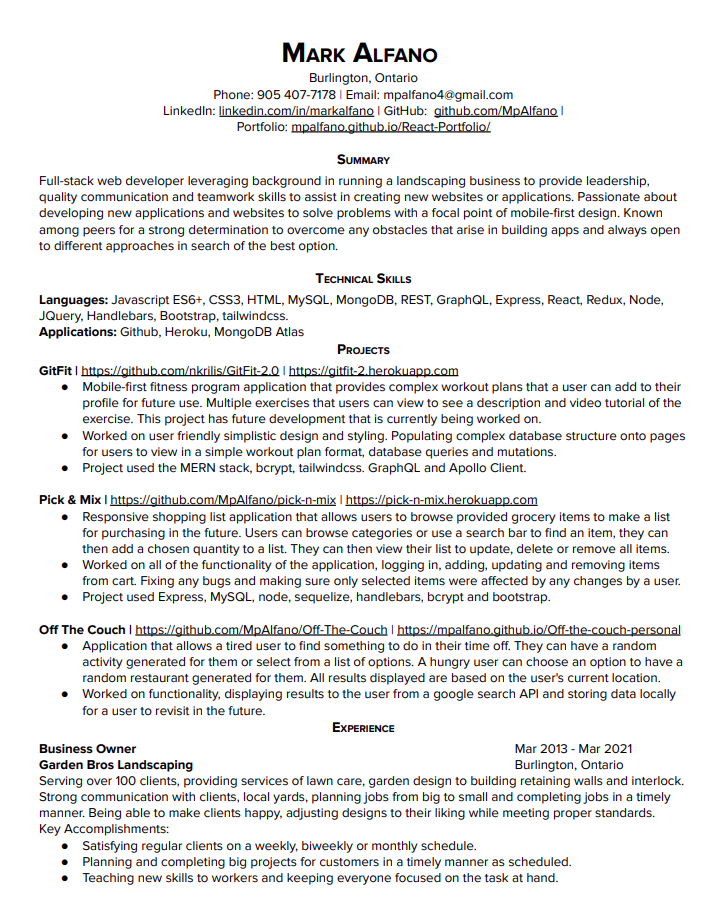 Mark Alfano
Burlington, Ontario
Phone: 905 407-7178 | Email: mpalfano4@gmail.com
LinkedIn: linkedin.com/in/markalfano | GitHub: github.com/MpAlfano |
Portfolio: mpalfano.github.io/React-Portfolio/
Summary
Full-stack web developer leveraging background in running a landscaping business to provide leadership,
quality communication and teamwork skills to assist in creating new websites or applications. Passionate about
developing new applications and websites to solve problems with a focal point of mobile-first design. Known
among peers for a strong determination to overcome any obstacles that arise in building apps and always open
to different approaches in search of the best option.
Technical Skills
Languages: Javascript ES6+, CSS3, HTML, MySQL, MongoDB, REST, GraphQL, Express, React, Redux, Node,
JQuery, Handlebars, Bootstrap, tailwindcss.
Applications: Github, Heroku, MongoDB Atlas
Projects
GitFit | https://github.com/nkrilis/GitFit-2.0 | https://gitfit-2.herokuapp.com
● Mobile-first fitness program application that provides complex workout plans that a user can add to their
profile for future use. Multiple exercises that users can view to see a description and video tutorial of the
exercise. This project has future development that is currently being worked on.
● Worked on user friendly simplistic design and styling. Populating complex database structure onto pages
for users to view in a simple workout plan format, database queries and mutations.
● Project used the MERN stack, bcrypt, tailwindcss. GraphQL and Apollo Client.
Pick & Mix | https://github.com/MpAlfano/pick-n-mix | https://pick-n-mix.herokuapp.com
● Responsive shopping list application that allows users to browse provided grocery items to make a list
for purchasing in the future. Users can browse categories or use a search bar to find an item, they can
then add a chosen quantity to a list. They can then view their list to update, delete or remove all items.
● Worked on all of the functionality of the application, logging in, adding, updating and removing items
from cart. Fixing any bugs and making sure only selected items were affected by any changes by a user.
● Project used Express, MySQL, node, sequelize, handlebars, bcrypt and bootstrap.
Off The Couch | https://github.com/MpAlfano/Off-The-Couch | https://mpalfano.github.io/Off-the-couch-personal
● Application that allows a tired user to find something to do in their time off. They can have a random
activity generated for them or select from a list of options. A hungry user can choose an option to have a
random restaurant generated for them. All results displayed are based on the user's current location.
● Worked on functionality, displaying results to the user from a google search API and storing data locally
for a user to revisit in the future.
Experience
Business Owner Mar 2013 - Mar 2021
Garden Bros Landscaping Burlington, Ontario
Serving over 100 clients, providing services of lawn care, garden design to building retaining walls and interlock.
Strong communication with clients, local yards, planning jobs from big to small and completing jobs in a timely
manner. Being able to make clients happy, adjusting designs to their liking while meeting proper standards.
Key Accomplishments:
● Satisfying regular clients on a weekly, biweekly or monthly schedule.
● Planning and completing big projects for customers in a timely manner as scheduled.
● Teaching new skills to workers and keeping everyone focused on the task at hand.